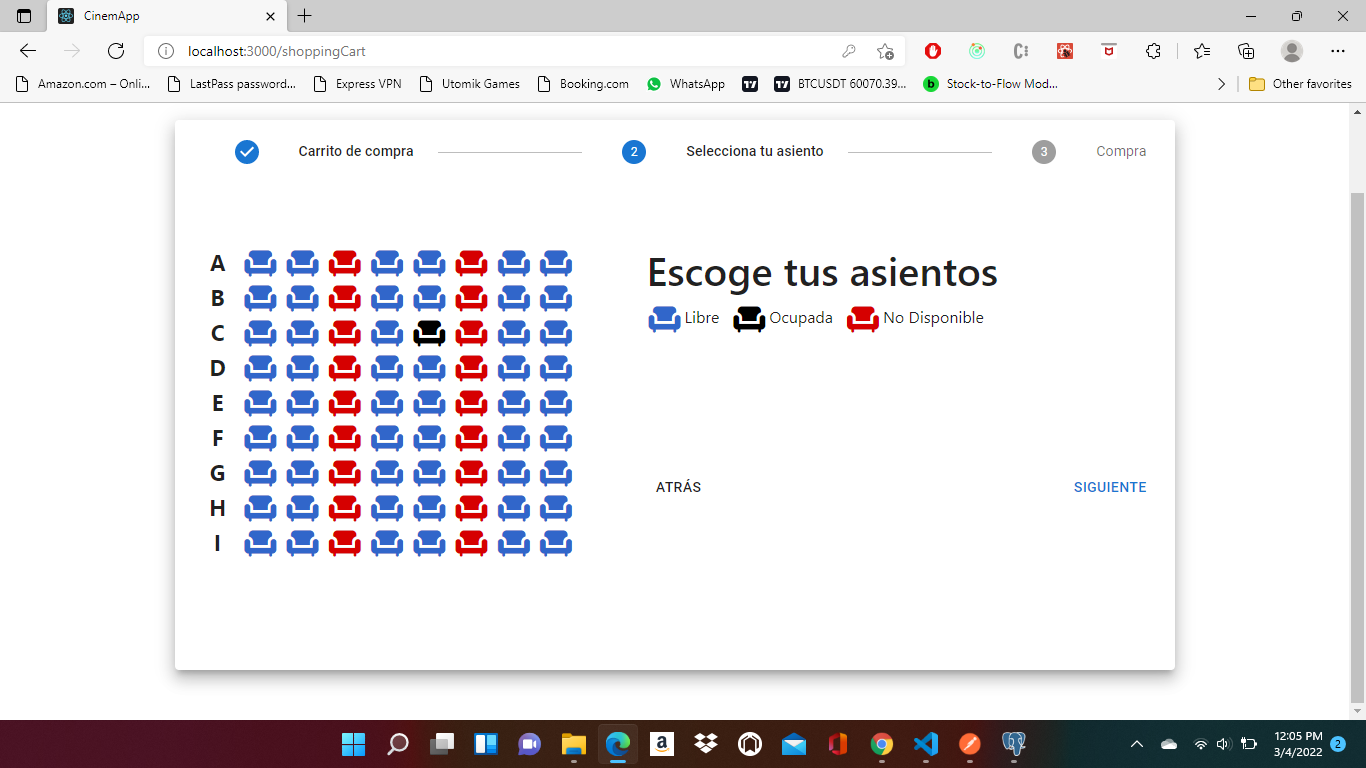 CinemApp
localhost:3000/shoppingCart
Amazon.com – Onli... LastPass password... Express VPN Utomik Games Booking.com WhatsApp BTCUSDT 60070.39... Stock-to-Flow Mod... Other favorites
Carrito de compra 2 Selecciona tu asiento 3 Compra
A
B
C
D
E
F
G
H
I
Escoge tus asientos
Libre Ocupada No Disponible
ATRÁS SIGUIENTE
12:05 PM
3/4/2022 2